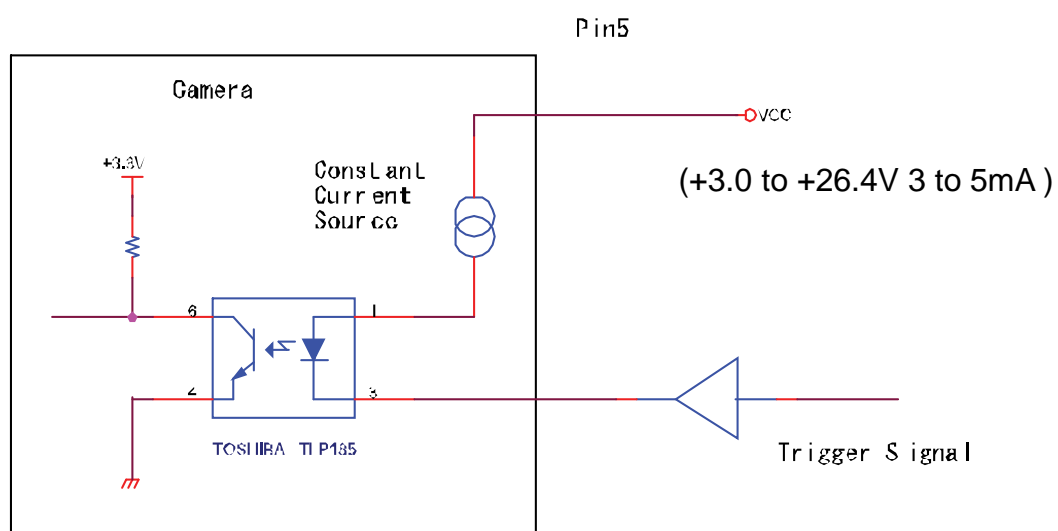 Pin5
Camera
VCC
+3.3V
Constant
Current
Source
(+3.0 to +26.4V 3 to 5mA )
6
1
4
3
TOSHIBA TLP185
Trigger Signal